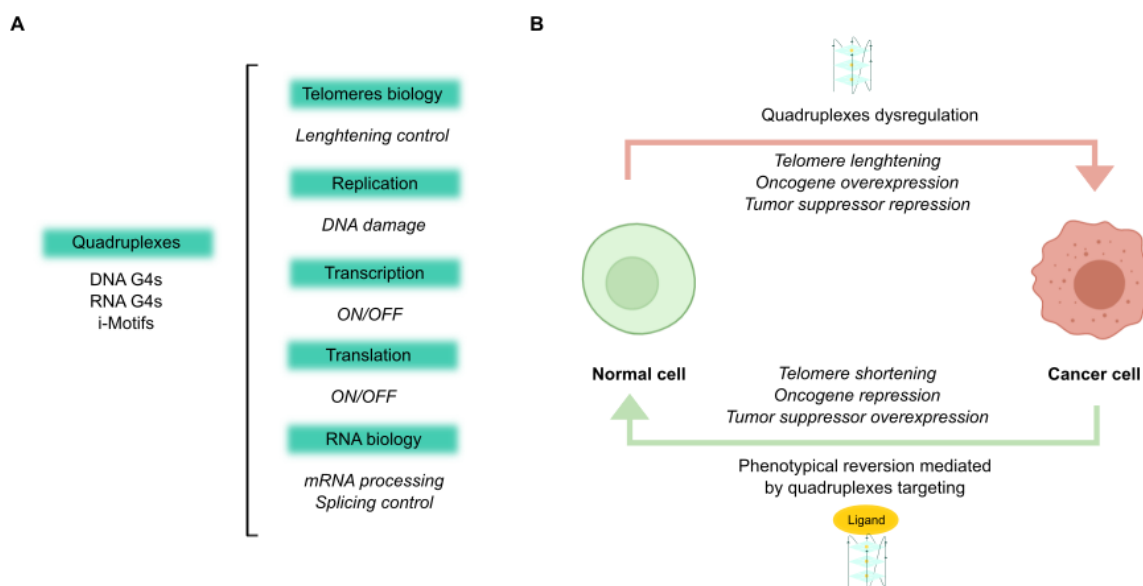 A
Quadruplexes
DNA G4s
RNA G4s
i-Motifs
Telomeres biology
Lenghtening control
Replication
DNA damage
Transcription
ON/OFF
Translation
ON/OFF
RNA biology
mRNA processing
Splicing control
B
Quadruplexes dysregulation
Telomere lenghtening
Oncogene overexpression
Tumor suppressor repression
Normal cell
Cancer cell
Telomere shortening
Oncogene repression
Tumor suppressor overexpression
Phenotypical reversion mediated
by quadruplexes targeting
Ligand